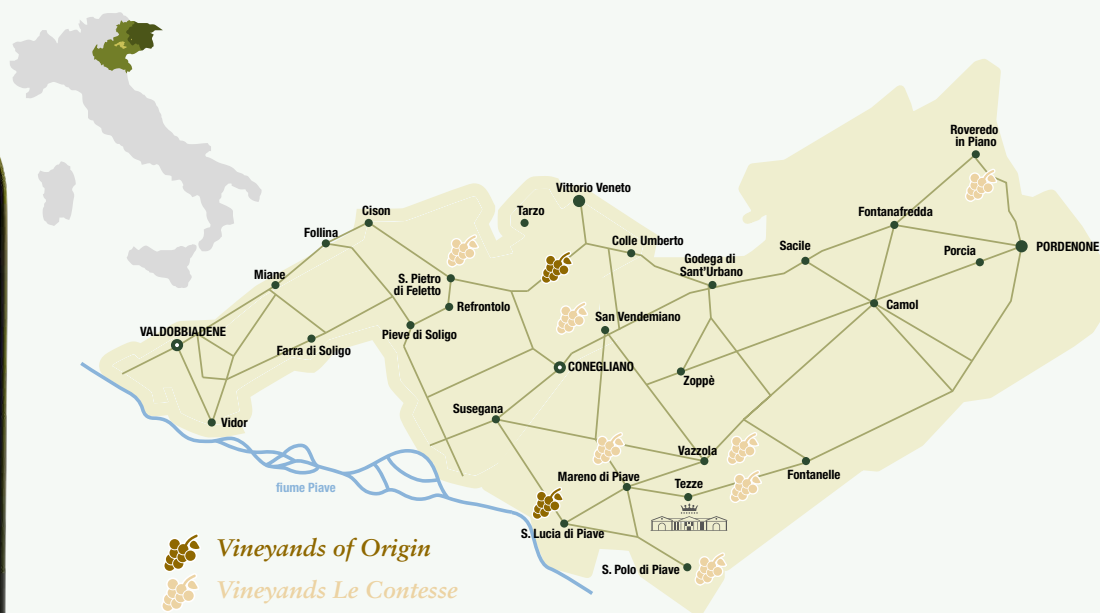 Roveredo
in Piano
Vittorio Veneto
Cison
Tarzo
Fontanafredda
Follina
Colle Umberto
Sacile
PORDENONE
Porcia
Godega di
Sant'Urbano
Miane
S. Pietro
di Feletto
Refrontolo
Camol
San Vendemiano
VALDOBBIADENE
Pieve di Soligo
Farra di Soligo
CONEGLIANO
Zoppè
Susegana
Vidor
Vazzola
Mareno di Piave
Tezze
Fontanelle
fiume Piave
S. Lucia di Piave
S. Polo di Piave
Vineyands of Origin
Vineyands Le Contesse